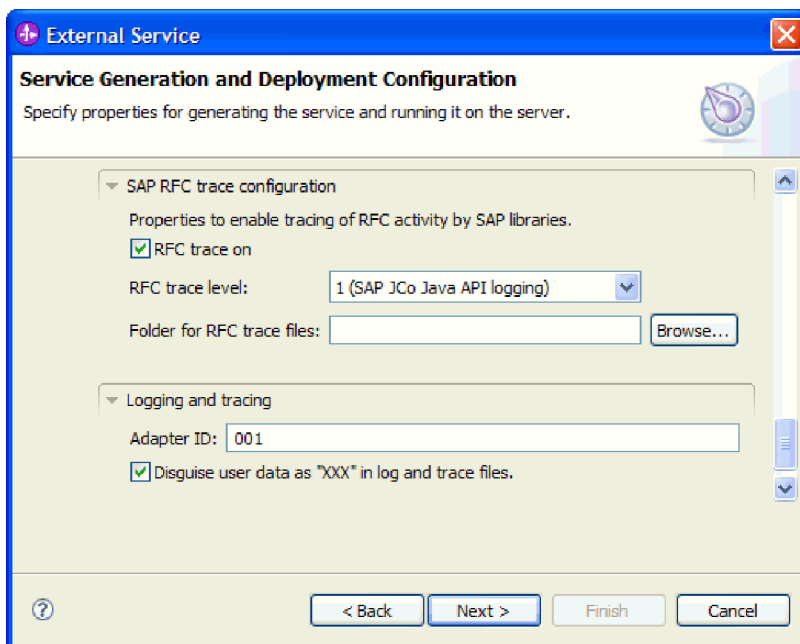 External Service
Service Generation and Deployment Configuration
Specify properties for generating the service and running it on the server.
SAP RFC trace configuration
Properties to enable tracing of RFC activity by SAP libraries.
RFC trace on
RFC trace level: 1 (SAP JCo Java API logging)
Folder for RFC trace files: Browse...
Logging and tracing
Adapter ID: 001
Disguise user data as "XXX" in log and trace files.
? < Back Next > Finish Cancel